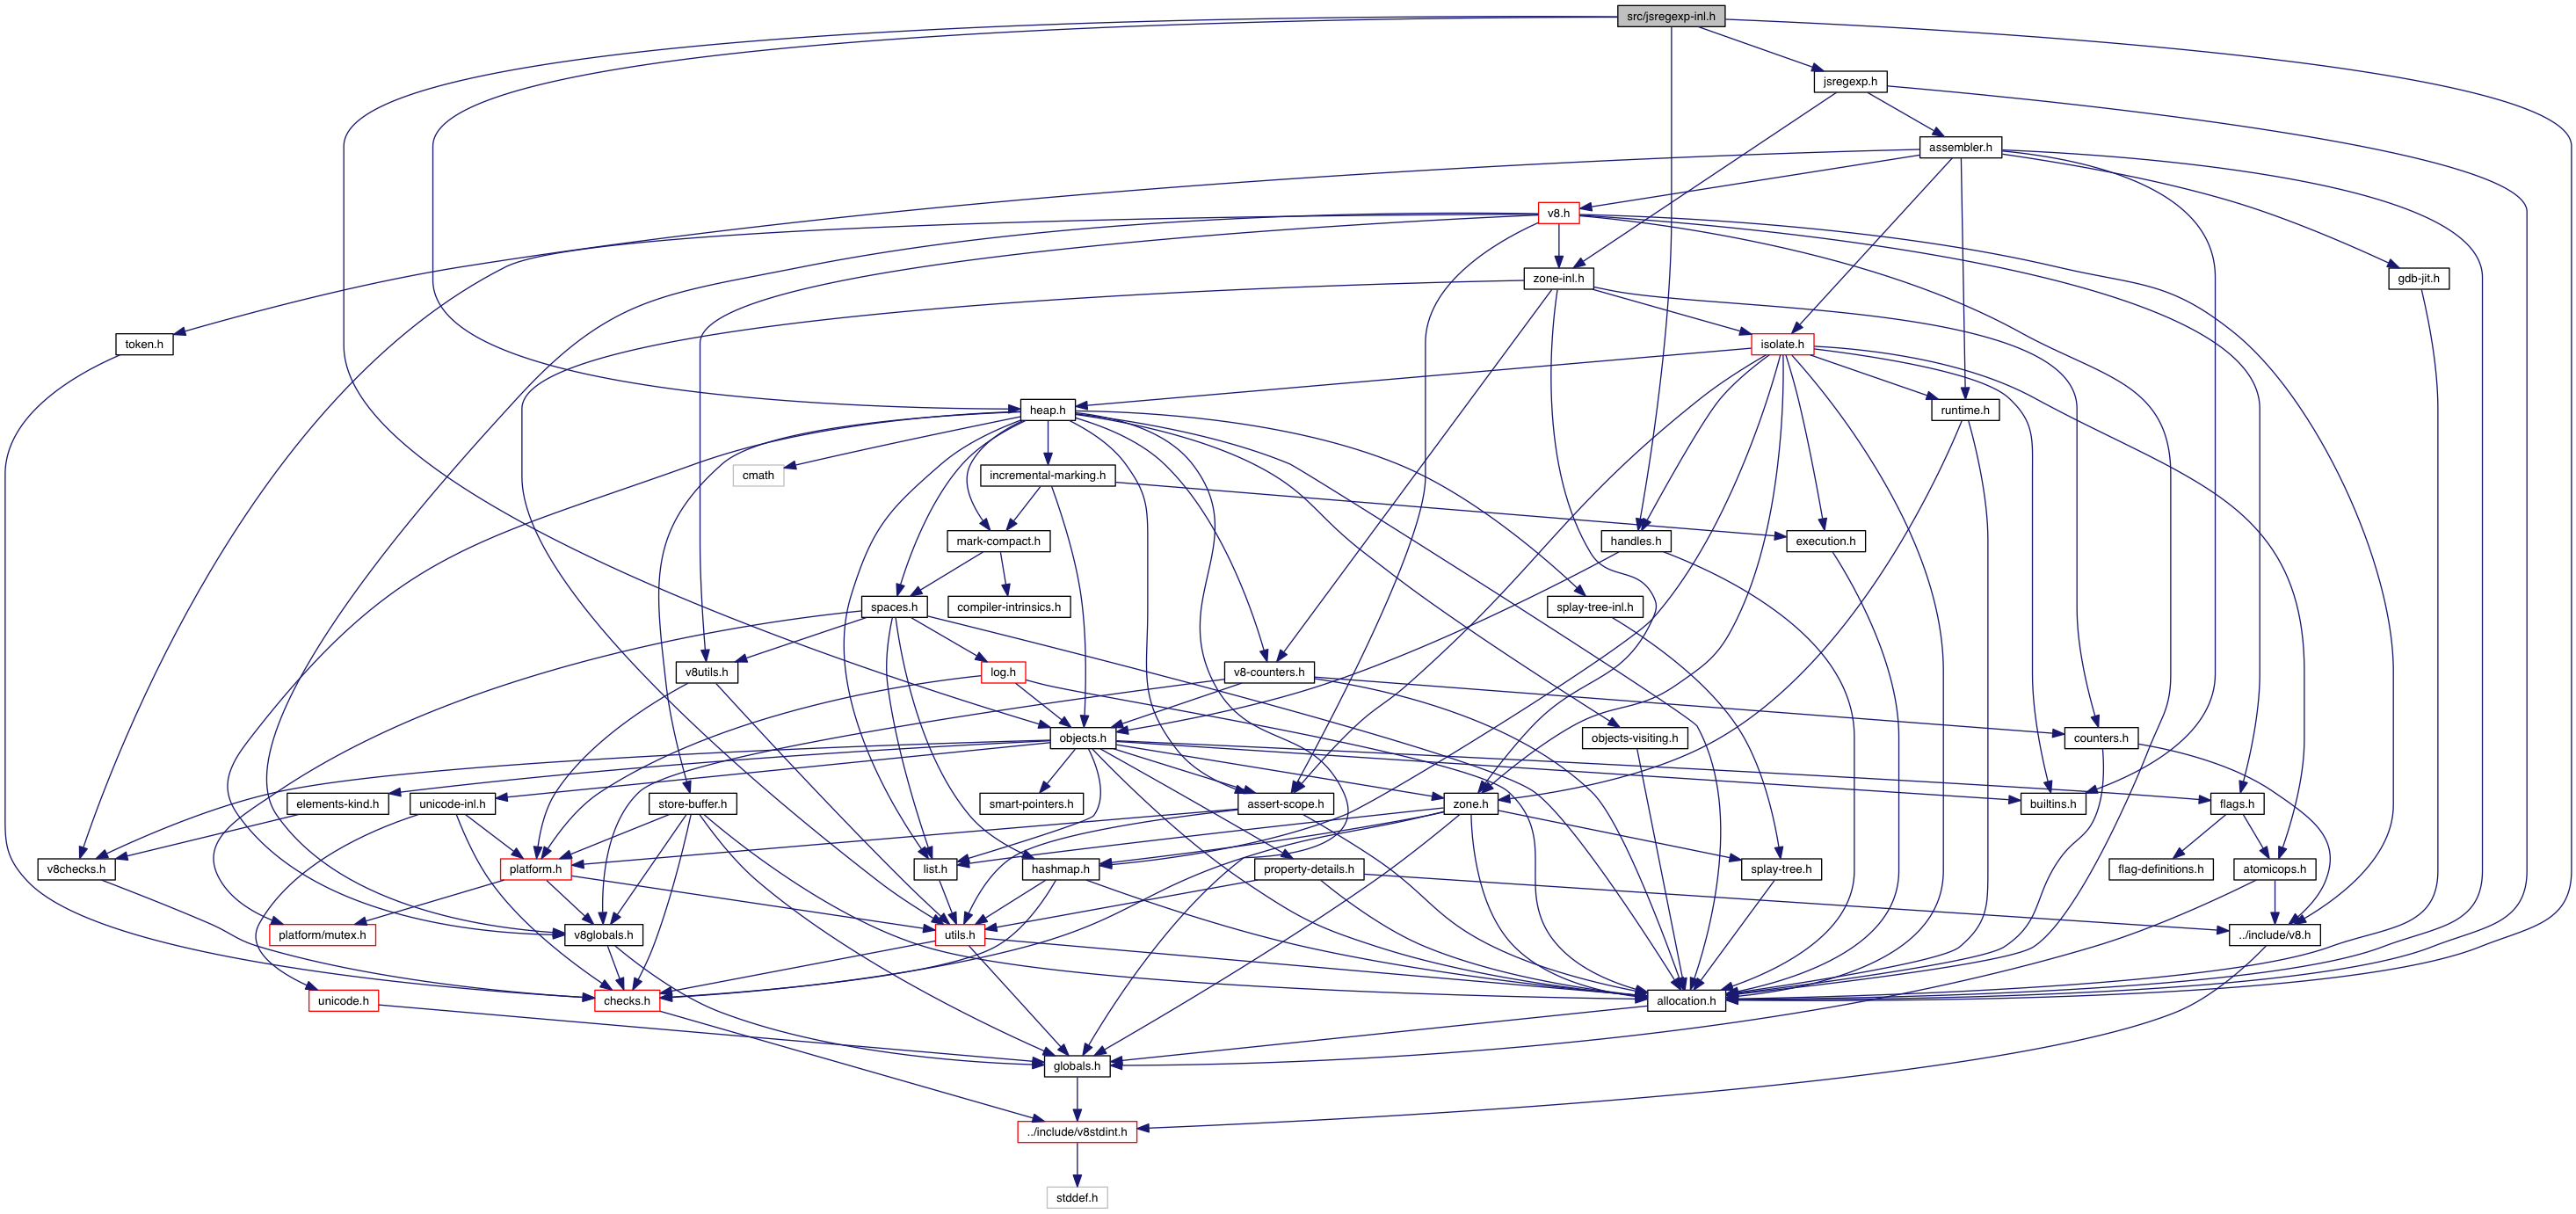 src/jsregexp-inl.h
jsregexp.h
assembler.h
v8.h
zone-inl.h
gdb-jit.h
token.h
isolate.h
heap.h
runtime.h
cmath
incremental-marking.h
mark-compact.h
handles.h
execution.h
spaces.h
compiler-intrinsics.h
splay-tree-inl.h
v8utils.h
log.h
v8-counters.h
objects.h
objects-visiting.h
counters.h
elements-kind.h
unicode-inl.h
store-buffer.h
smart-pointers.h
assert-scope.h
zone.h
builtins.h
flags.h
v8checks.h
platform.h
list.h
hashmap.h
property-details.h
splay-tree.h
flag-definitions.h
atomicops.h
platform/mutex.h
v8globals.h
utils.h
../include/v8.h
unicode.h
checks.h
allocation.h
globals.h
../include/v8stdint.h
stddef.h